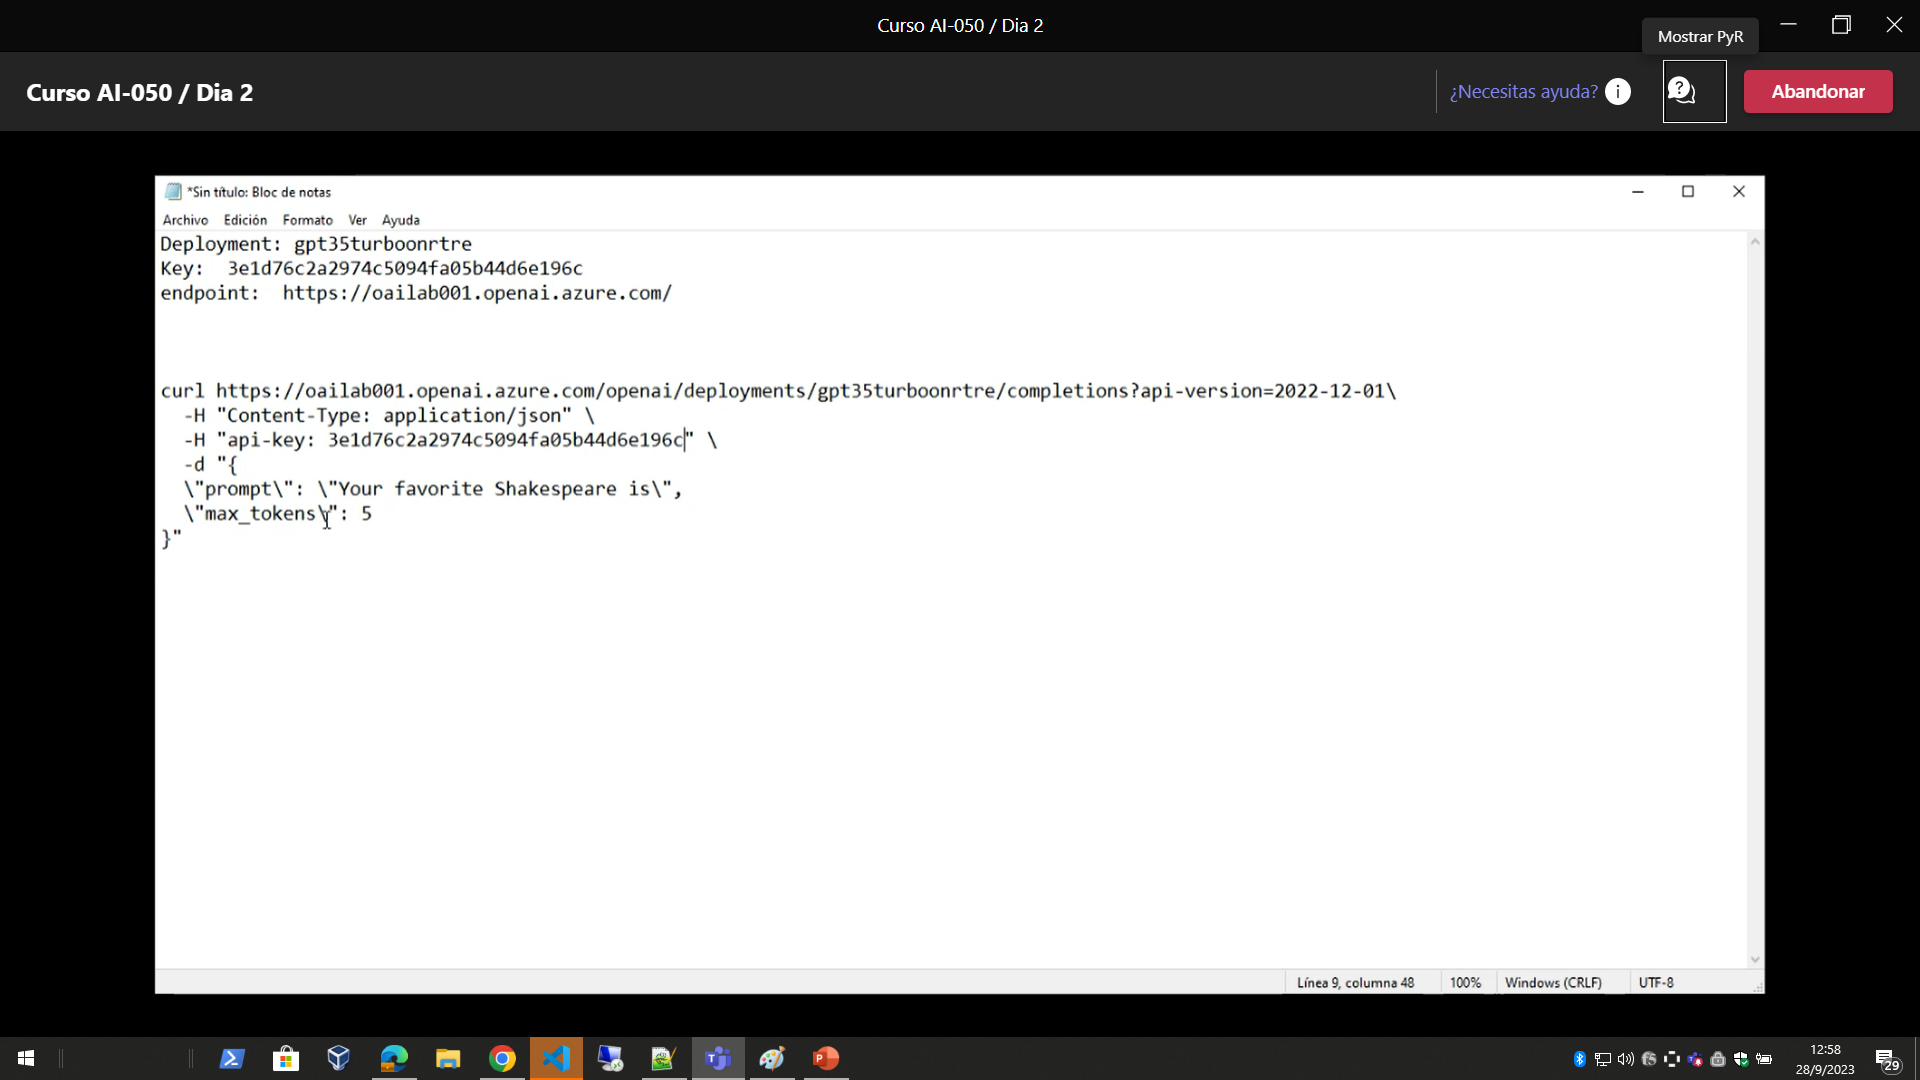 Curso AI-050 / Dia 2
Mostrar PyR
Curso AI-050 / Dia 2
¿Necesitas ayuda?
Abandonar
*Sin título: Bloc de notas
Archivo Edición Formato Ver Ayuda
Deployment: gpt35turboonrtre
Key:  3e1d76c2a2974c5094fa05b44d6e196c
endpoint:  https://oailab001.openai.azure.com/
curl https://oailab001.openai.azure.com/openai/deployments/gpt35turboonrtre/completions?api-version=2022-12-01\
  -H "Content-Type: application/json" \
  -H "api-key: 3e1d76c2a2974c5094fa05b44d6e196c" \
  -d "{
  \"prompt\": \"Your favorite Shakespeare is\",
  \"max_tokens\": 5
}"
Línea 9, columna 48 100% Windows (CRLF) UTF-8
12:58
28/9/2023
29